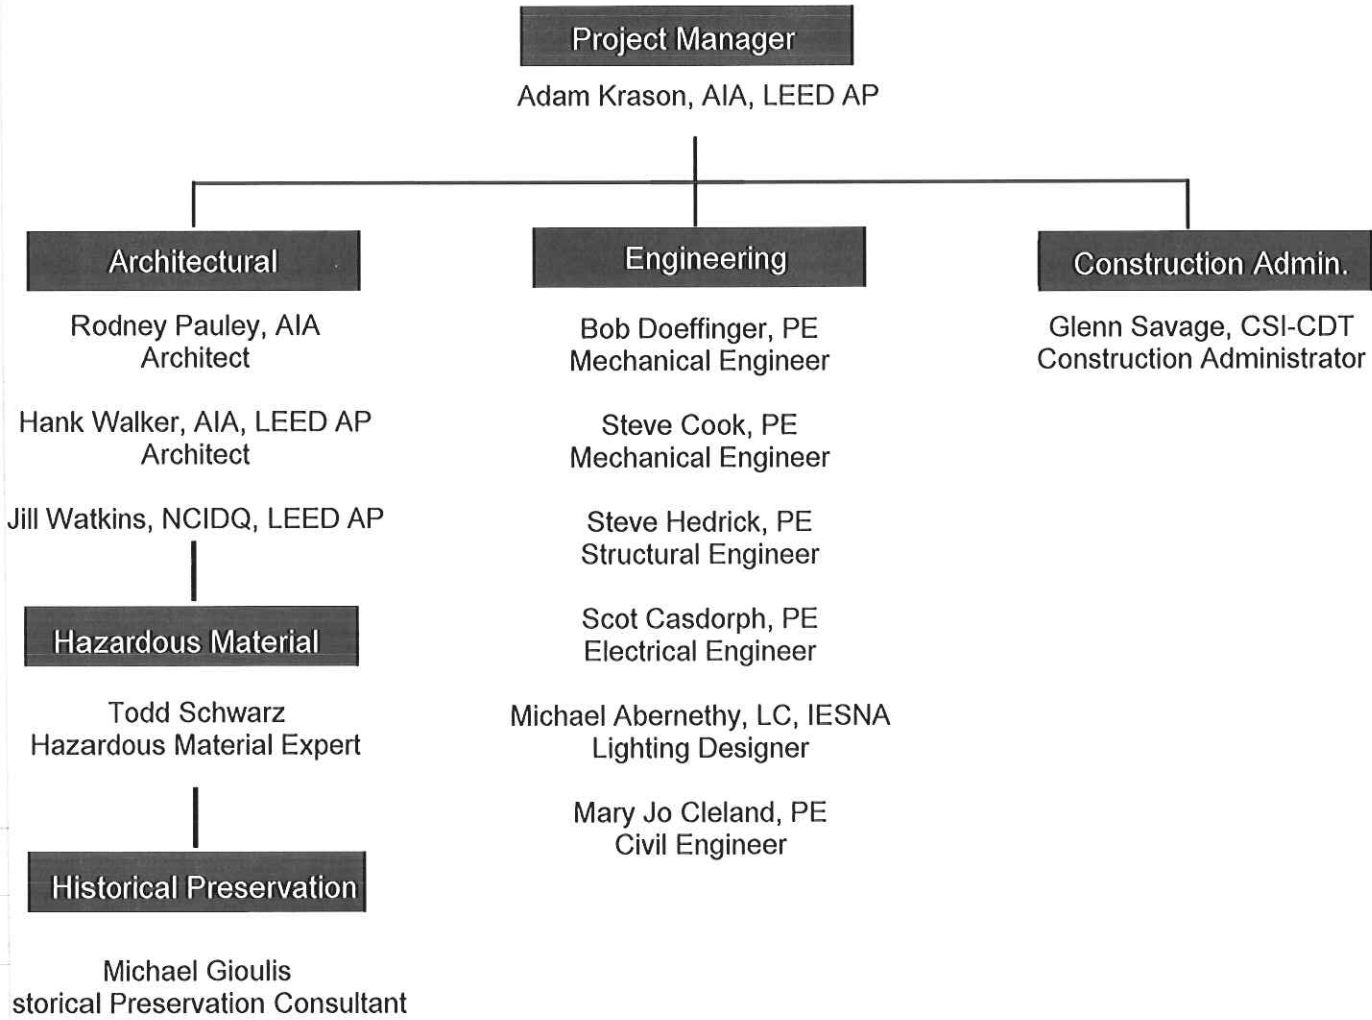 Project Manager
Adam Krason, AIA, LEED AP
Architectural
Rodney Pauley, AIA
Architect
Hank Walker, AIA, LEED AP
Architect
Jill Watkins, NCIDQ, LEED AP
Hazardous Material
Todd Schwarz
Hazardous Material Expert
Historical Preservation
Michael Gioulis
storical Preservation Consultant
Engineering
Bob Doeffinger, PE
Mechanical Engineer
Steve Cook, PE
Mechanical Engineer
Steve Hedrick, PE
Structural Engineer
Scot Casdorph, PE
Electrical Engineer
Michael Abernethy, LC, IESNA
Lighting Designer
Mary Jo Cleland, PE
Civil Engineer
Construction Admin.
Glenn Savage, CSI-CDT
Construction Administrator